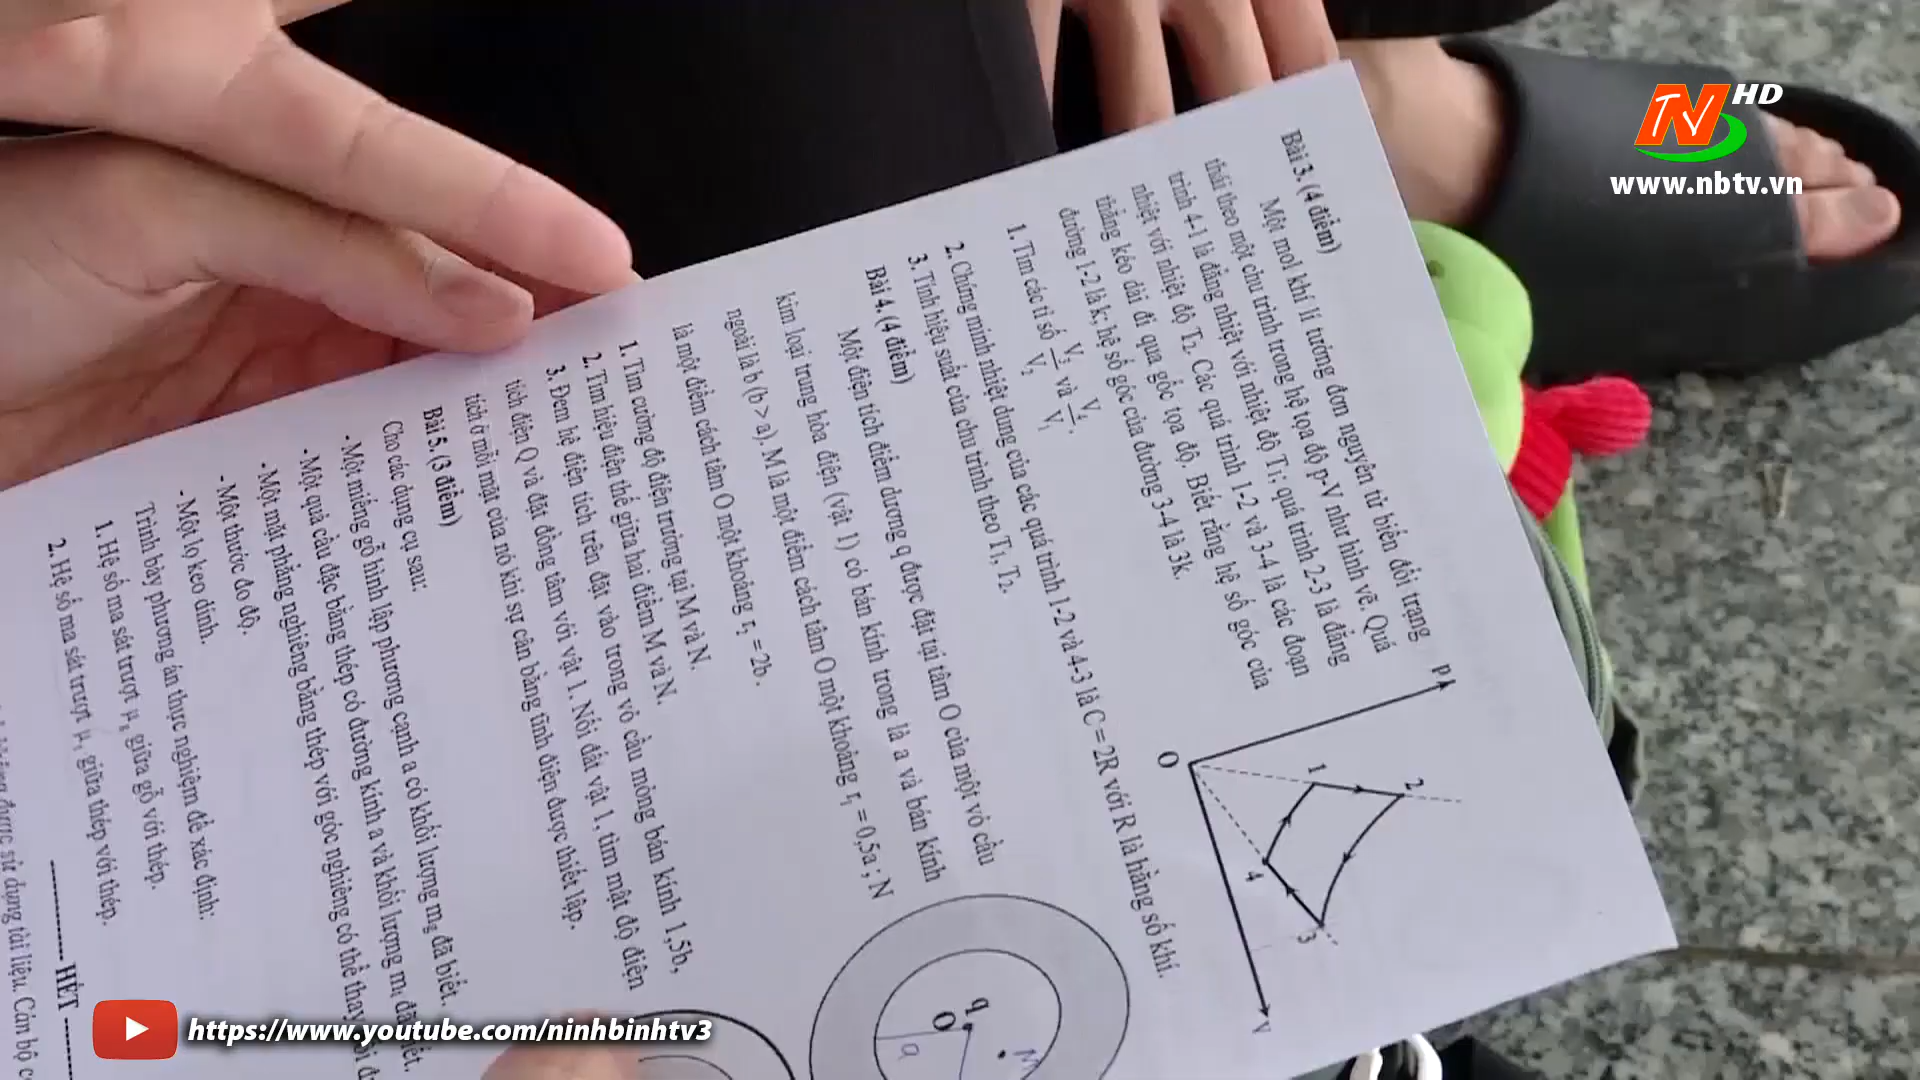 Bài 3. (4 điểm)
Một mol khí lí tưởng đơn nguyên tử biến đổi trạng
thái theo một chu trình trong hệ tọa độ p-V như hình vẽ. Quá
trình 4-1 là đẳng nhiệt với nhiệt độ T₁; quá trình 2-3 là đẳng
nhiệt với nhiệt độ T₂. Các quá trình 1-2 và 3-4 là các đoạn
thẳng kéo dài đi qua gốc tọa độ. Biết rằng hệ số góc của
đường 1-2 là k; hệ số góc của đường 3-4 là 3k.
1. Tìm các tỉ số và
2. Chứng minh nhiệt dung của các quá trình 1-2 và 4-3 là C = 2R với R là hằng số khí.
3. Tính hiệu suất của chu trình theo T₁, T₂.
p
O
1
2
3
4
V
Bài 4. (4 điểm)
Một điện tích điểm dương q được đặt tại tâm O của một vỏ cầu
kim loại trung hòa điện (vật 1) có bán kính trong là a và bán kính
ngoài là b (b > a). M là một điểm cách tâm O một khoảng r₁ = 0,5a ; N
là một điểm cách tâm O một khoảng = 2b .
1. Tìm cường độ điện trường tại M và N.
2. Tìm hiệu điện thế giữa hai điểm M và N.
3. Đem hệ điện tích trên đặt vào trong vỏ cầu mỏng bán kính 1,5b,
tích điện Q và đặt đồng tâm với vật 1. Nối đất vật 1, tìm mật độ điện
tích ở mỗi mặt của nó khi sự cân bằng tĩnh điện được thiết lập.
q
O
a
M
Bài 5. (3 điểm)
Cho các dụng cụ sau:
- Một miếng gỗ hình lập phương cạnh a có khối lượng đã biết.
- Một quả cầu đặc bằng thép có đường kính a và khối lượng
- Một mặt phẳng nghiêng bằng thép với góc nghiêng có thể thay
- Một thước đo độ.
- Một lọ keo dính.
Trình bày phương án thực nghiệm để xác định:
1. Hệ số ma sát trượt giữa gỗ với thép.
2. Hệ số ma sát trượt giữa thép với thép.
HẾT
sử dụng tài liệu. Cán bộ
TV N HD
www.nbtv.vn
https://www.youtube.com/ninhbinhtv3